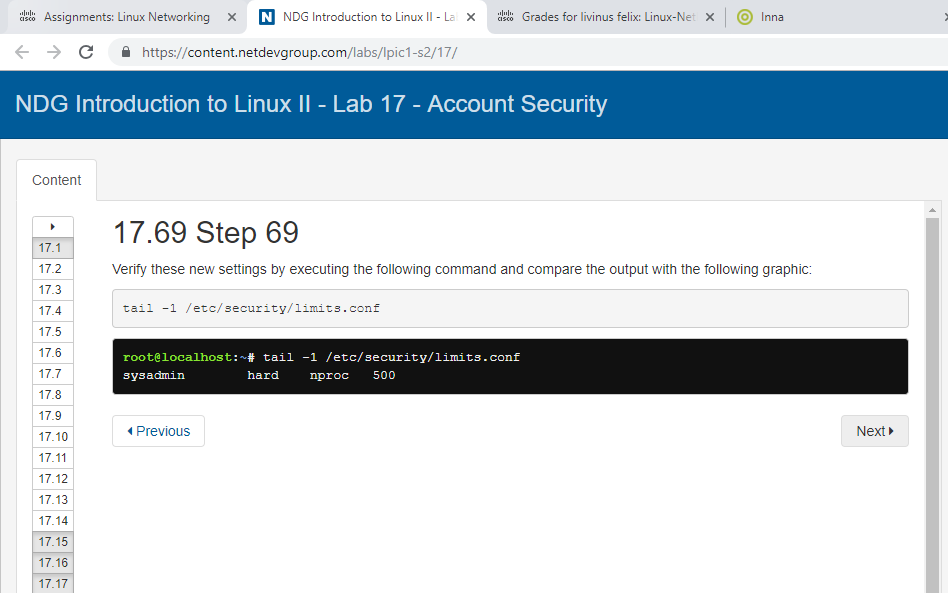 Assignments: Linux Networking
NDG Introduction to Linux II - La
Grades for livinus felix: Linux-Net
Inna
https://content.netdevgroup.com/labs/lpic1-s2/17/
NDG Introduction to Linux II - Lab 17 - Account Security
Content
17.1
17.2
17.3
17.4
17.5
17.6
17.7
17.8
17.9
17.10
17.11
17.12
17.13
17.14
17.15
17.16
17.17
17.69 Step 69
Verify these new settings by executing the following command and compare the output with the following graphic:
tail -1 /etc/security/limits.conf
root@localhost:~# tail -1 /etc/security/limits.conf
sysadmin        hard    nproc   500
Previous
Next